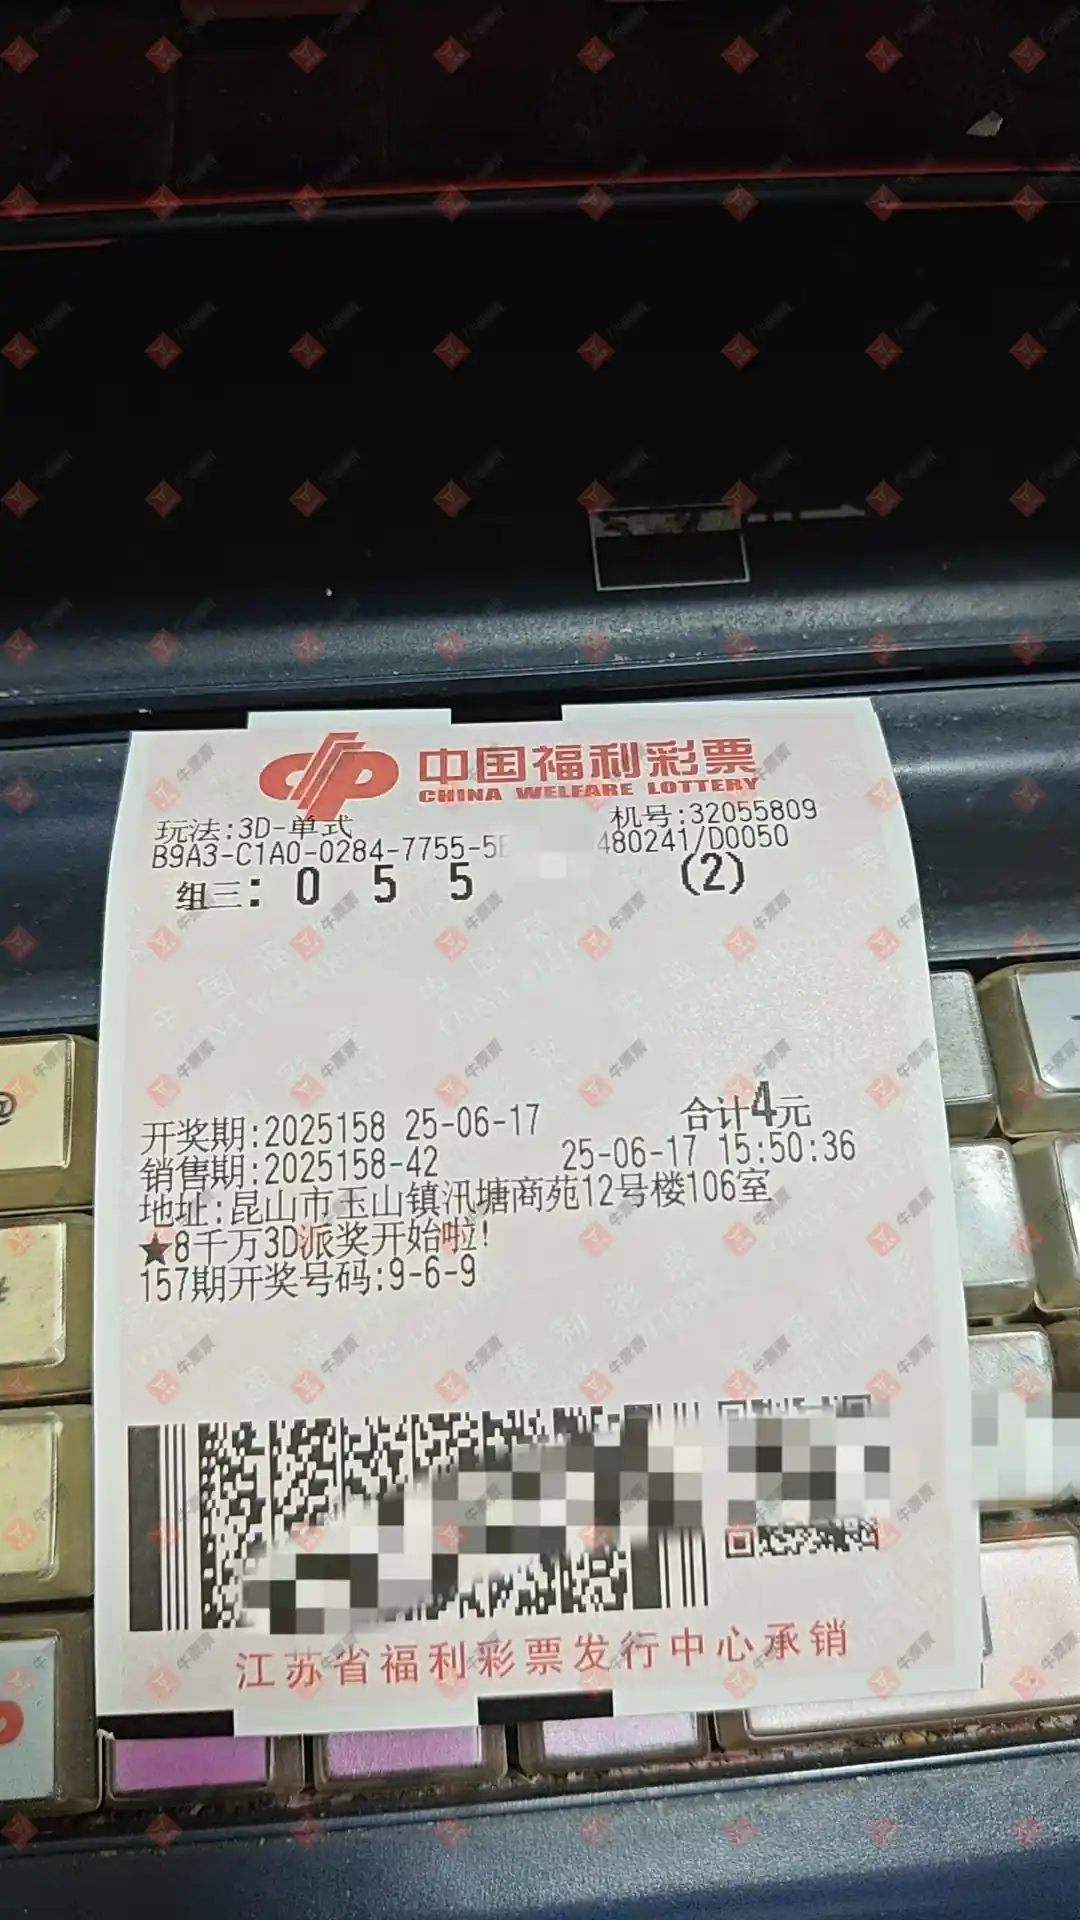 中国福利彩票
CHINA WELFARE LOTTERY
玩法:3D-单式 机号:32055809
B9A3-C1A0-0284-7755-5 480241/D0050
组三: 0 5 5 (2)
开奖期:2025158 25-06-17 合计4元
销售期:2025158-42 25-06-17 15:50:36
地址:昆山市玉山镇汛塘商苑12号楼106室
★8千万3D派奖开始啦!
157期开奖号码:9-6-9
江苏省福利彩票发行中心承销
牛票票